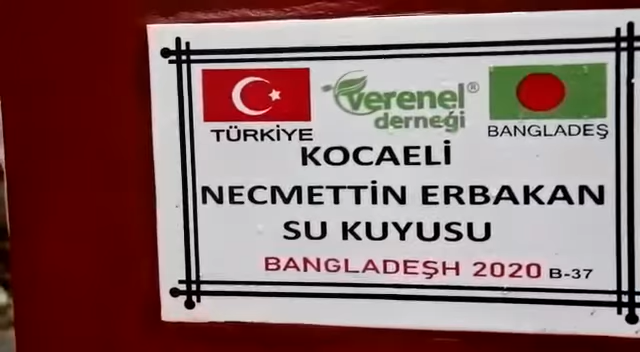 verenel®
derneği
TÜRKİYE
BANGLADEŞ
KOCAELİ
NECMETTİN ERBAKAN
SU KUYUSU
BANGLADEŞH 2020 B-37